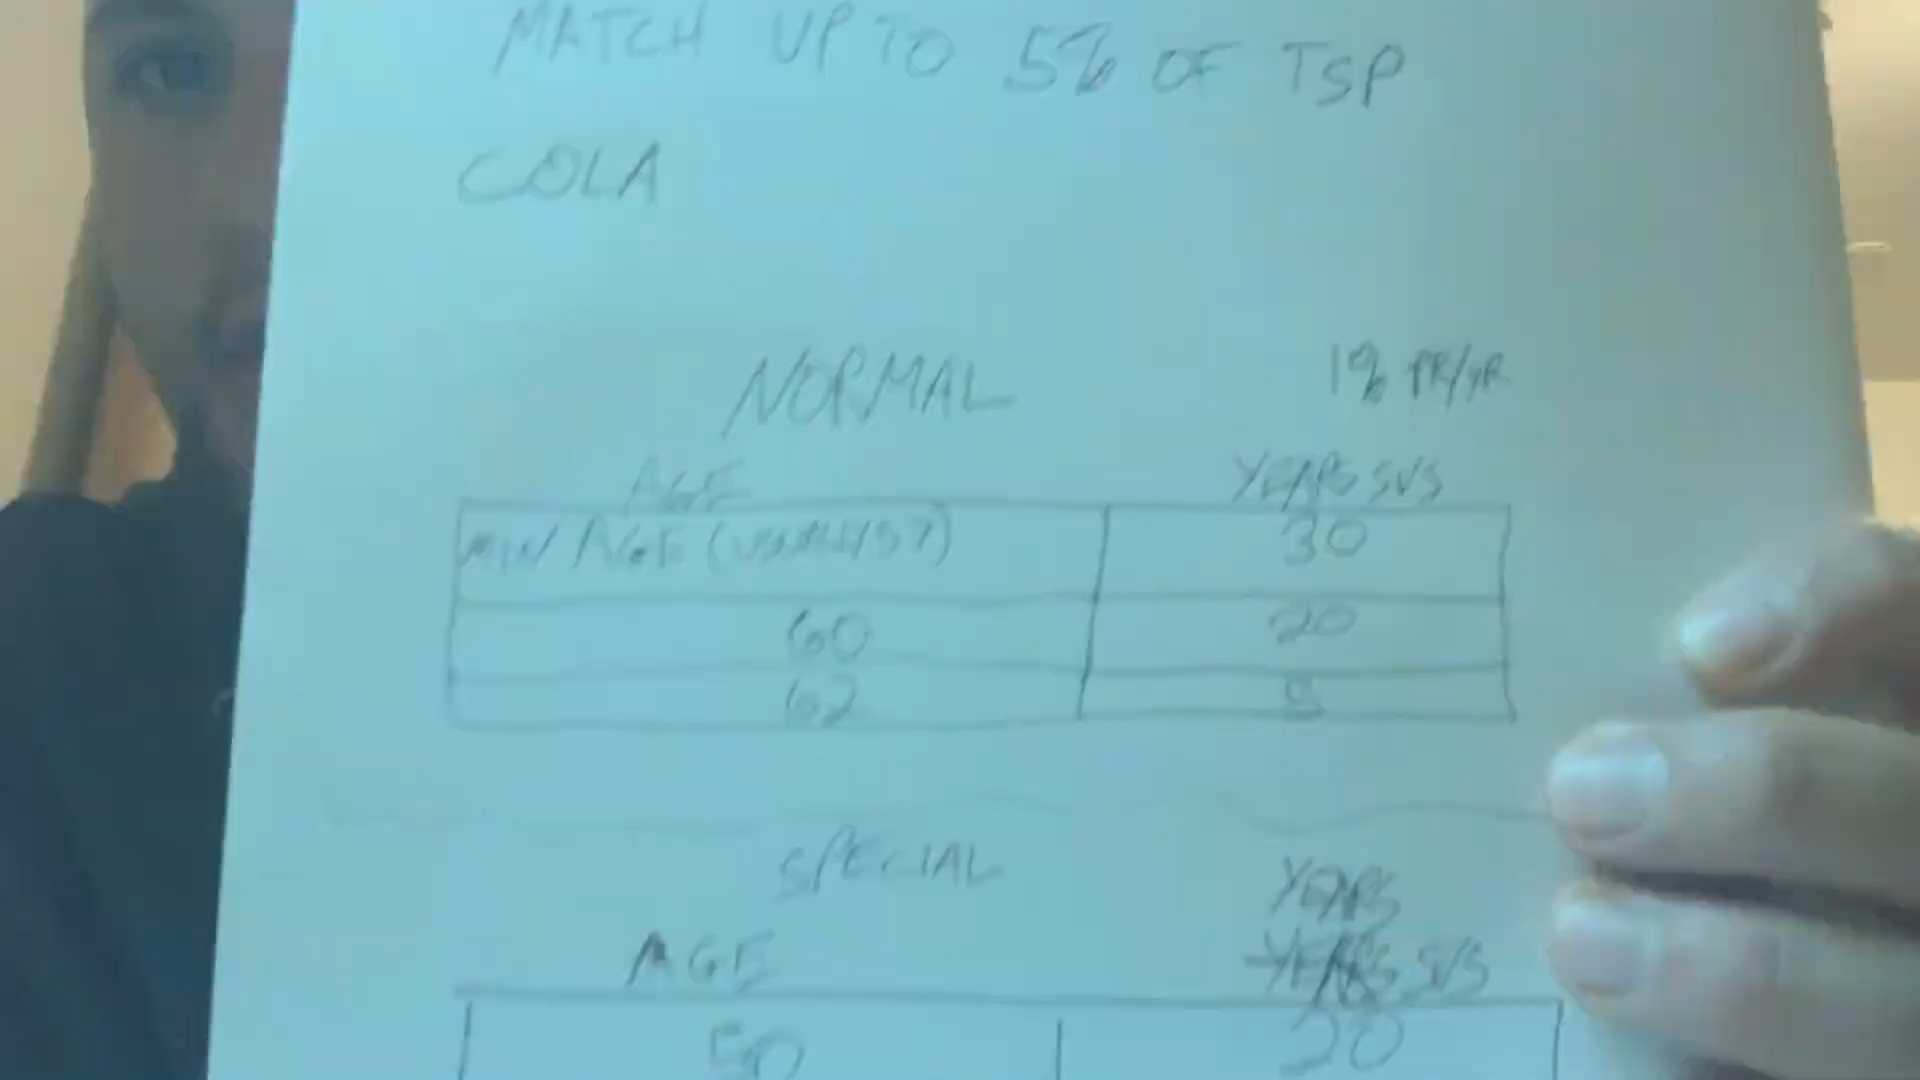 MATCH UP TO 5% OF TSP
COLA
NORMAL 1% PR/YR
AGE YEARS SVS
MIN AGE (USUALLY 57) 30
60 20
62 5
SPECIAL YEARS
AGE YEARS SVS
50 20